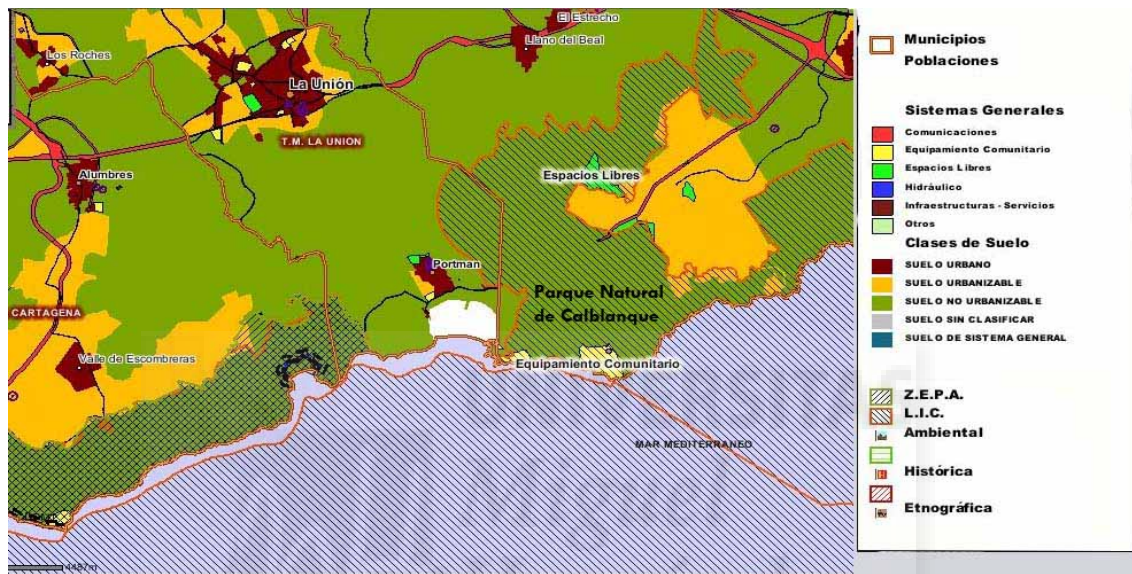 El Estrecho
Llano del Beal
Los Roches
La Unión
T.M. LA UNION
Alumbres
Espacios Libres
Portman
Parque Natural
de Calblanque
CARTAGENA
Valle de Escombreras
Equipamiento Comunitario
MAR MEDITERRANEO
4487m
Municipios
Poblaciones
Sistemas Generales
Comunicaciones
Equipamiento Comunitario
Espacios Libres
Hidráulico
Infraestructuras - Servicios
Otros
Clases de Suelo
SUELO URBANO
SUELO URBANIZABLE
SUELO NO URBANIZABLE
SUELO SIN CLASIFICAR
SUELO DE SISTEMA GENERAL
Z.E.P.A.
L.I.C.
Ambiental
Histórica
Etnográfica